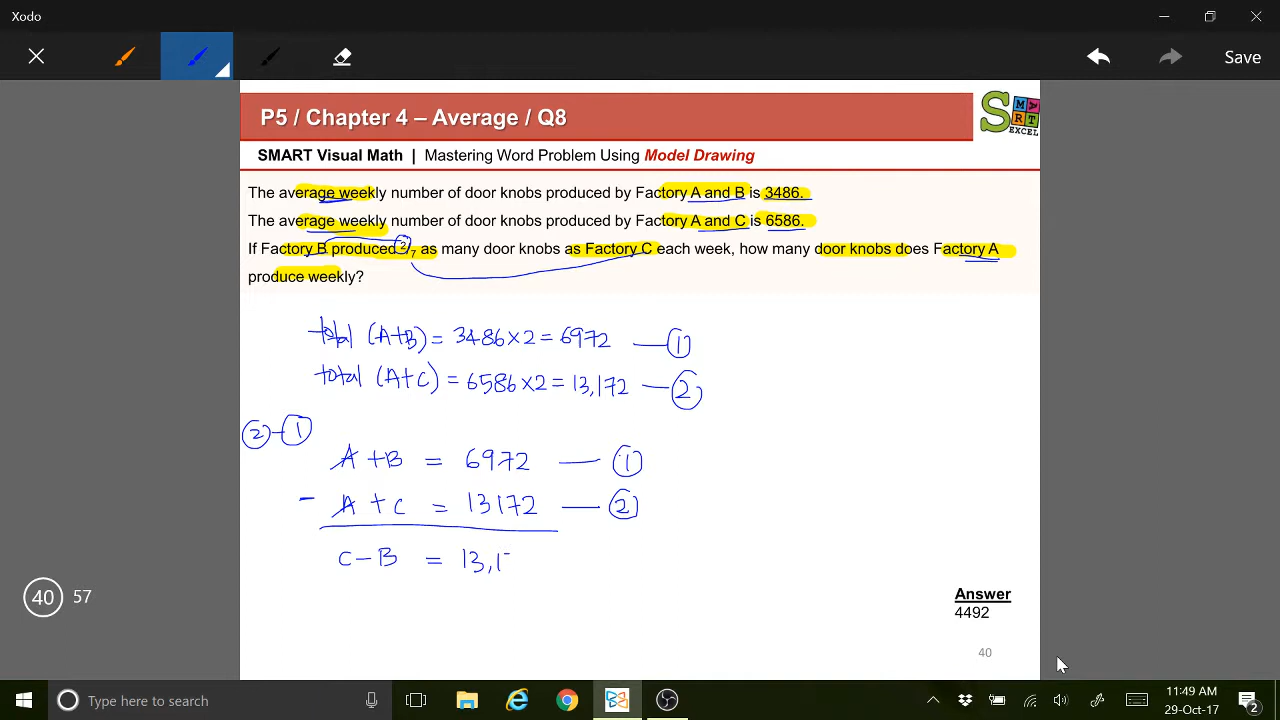 Xodo
Save
P5 / Chapter 4 – Average / Q8
SMART EXCEL
SMART Visual Math | Mastering Word Problem Using Model Drawing
The average weekly number of door knobs produced by Factory A and B is 3486.
The average weekly number of door knobs produced by Factory A and C is 6586.
If Factory B produced 2/7 as many door knobs as Factory C each week, how many door knobs does Factory A
produce weekly?
total (A+B) = 3486 × 2 = 6972 — ①
total (A+C) = 6586 × 2 = 13,172 — ②
② - ①
A + B = 6972 — ①
- A + C = 13172 — ②
C - B = 13,1
40 57
Answer
4492
40
Type here to search
11:49 AM
29-Oct-17
2